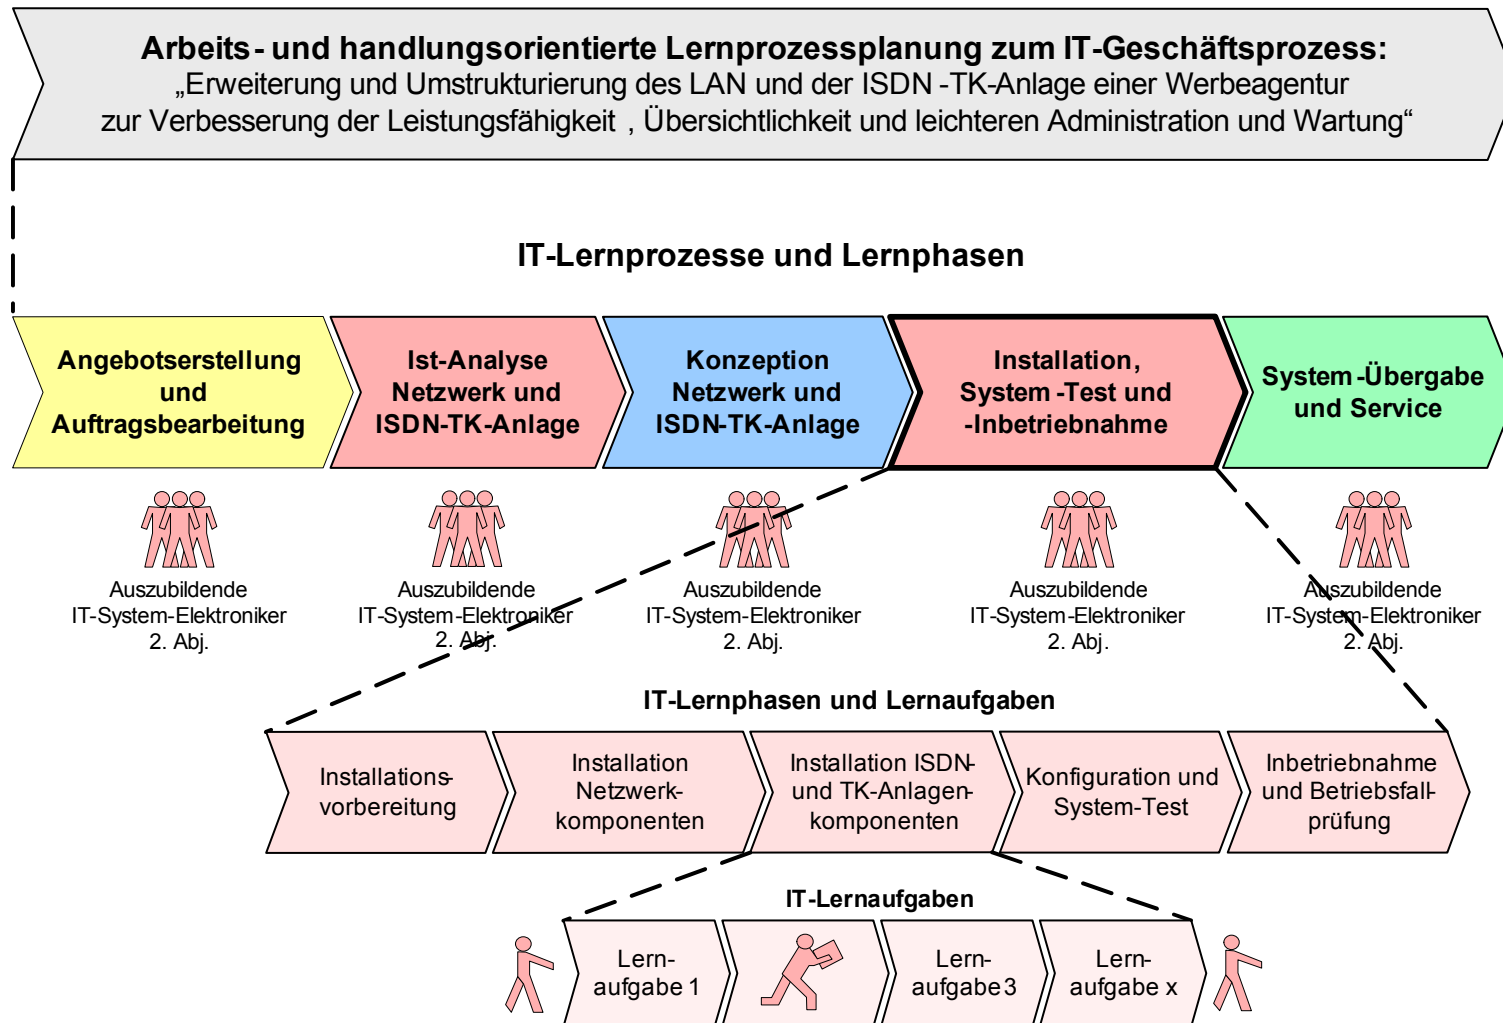 Arbeits- und handlungsorientierte Lernprozessplanung zum IT-Geschäftsprozess:
„Erweiterung und Umstrukturierung des LAN und der ISDN-TK-Anlage einer Werbeagentur
zur Verbesserung der Leistungsfähigkeit, Übersichtlichkeit und leichteren Administration und Wartung“
IT-Lernprozesse und Lernphasen
Angebotserstellung
und
Auftragsbearbeitung
Ist-Analyse
Netzwerk und
ISDN-TK-Anlage
Konzeption
Netzwerk und
ISDN-TK-Anlage
Installation,
System-Test und
-Inbetriebnahme
System-Übergabe
und Service
Auszubildende
IT-System-Elektroniker
2. Abj.
Auszubildende
IT-System-Elektroniker
2. Abj.
Auszubildende
IT-System-Elektroniker
2. Abj.
Auszubildende
IT-System-Elektroniker
2. Abj.
Auszubildende
IT-System-Elektroniker
2. Abj.
IT-Lernphasen und Lernaufgaben
Installations-
vorbereitung
Installation
Netzwerk-
komponenten
Installation ISDN-
und TK-Anlagen-
komponenten
Konfiguration und
System-Test
Inbetriebnahme
und Betriebsfall-
prüfung
IT-Lernaufgaben
Lern-
aufgabe 1
Lern-
aufgabe 3
Lern-
aufgabe x